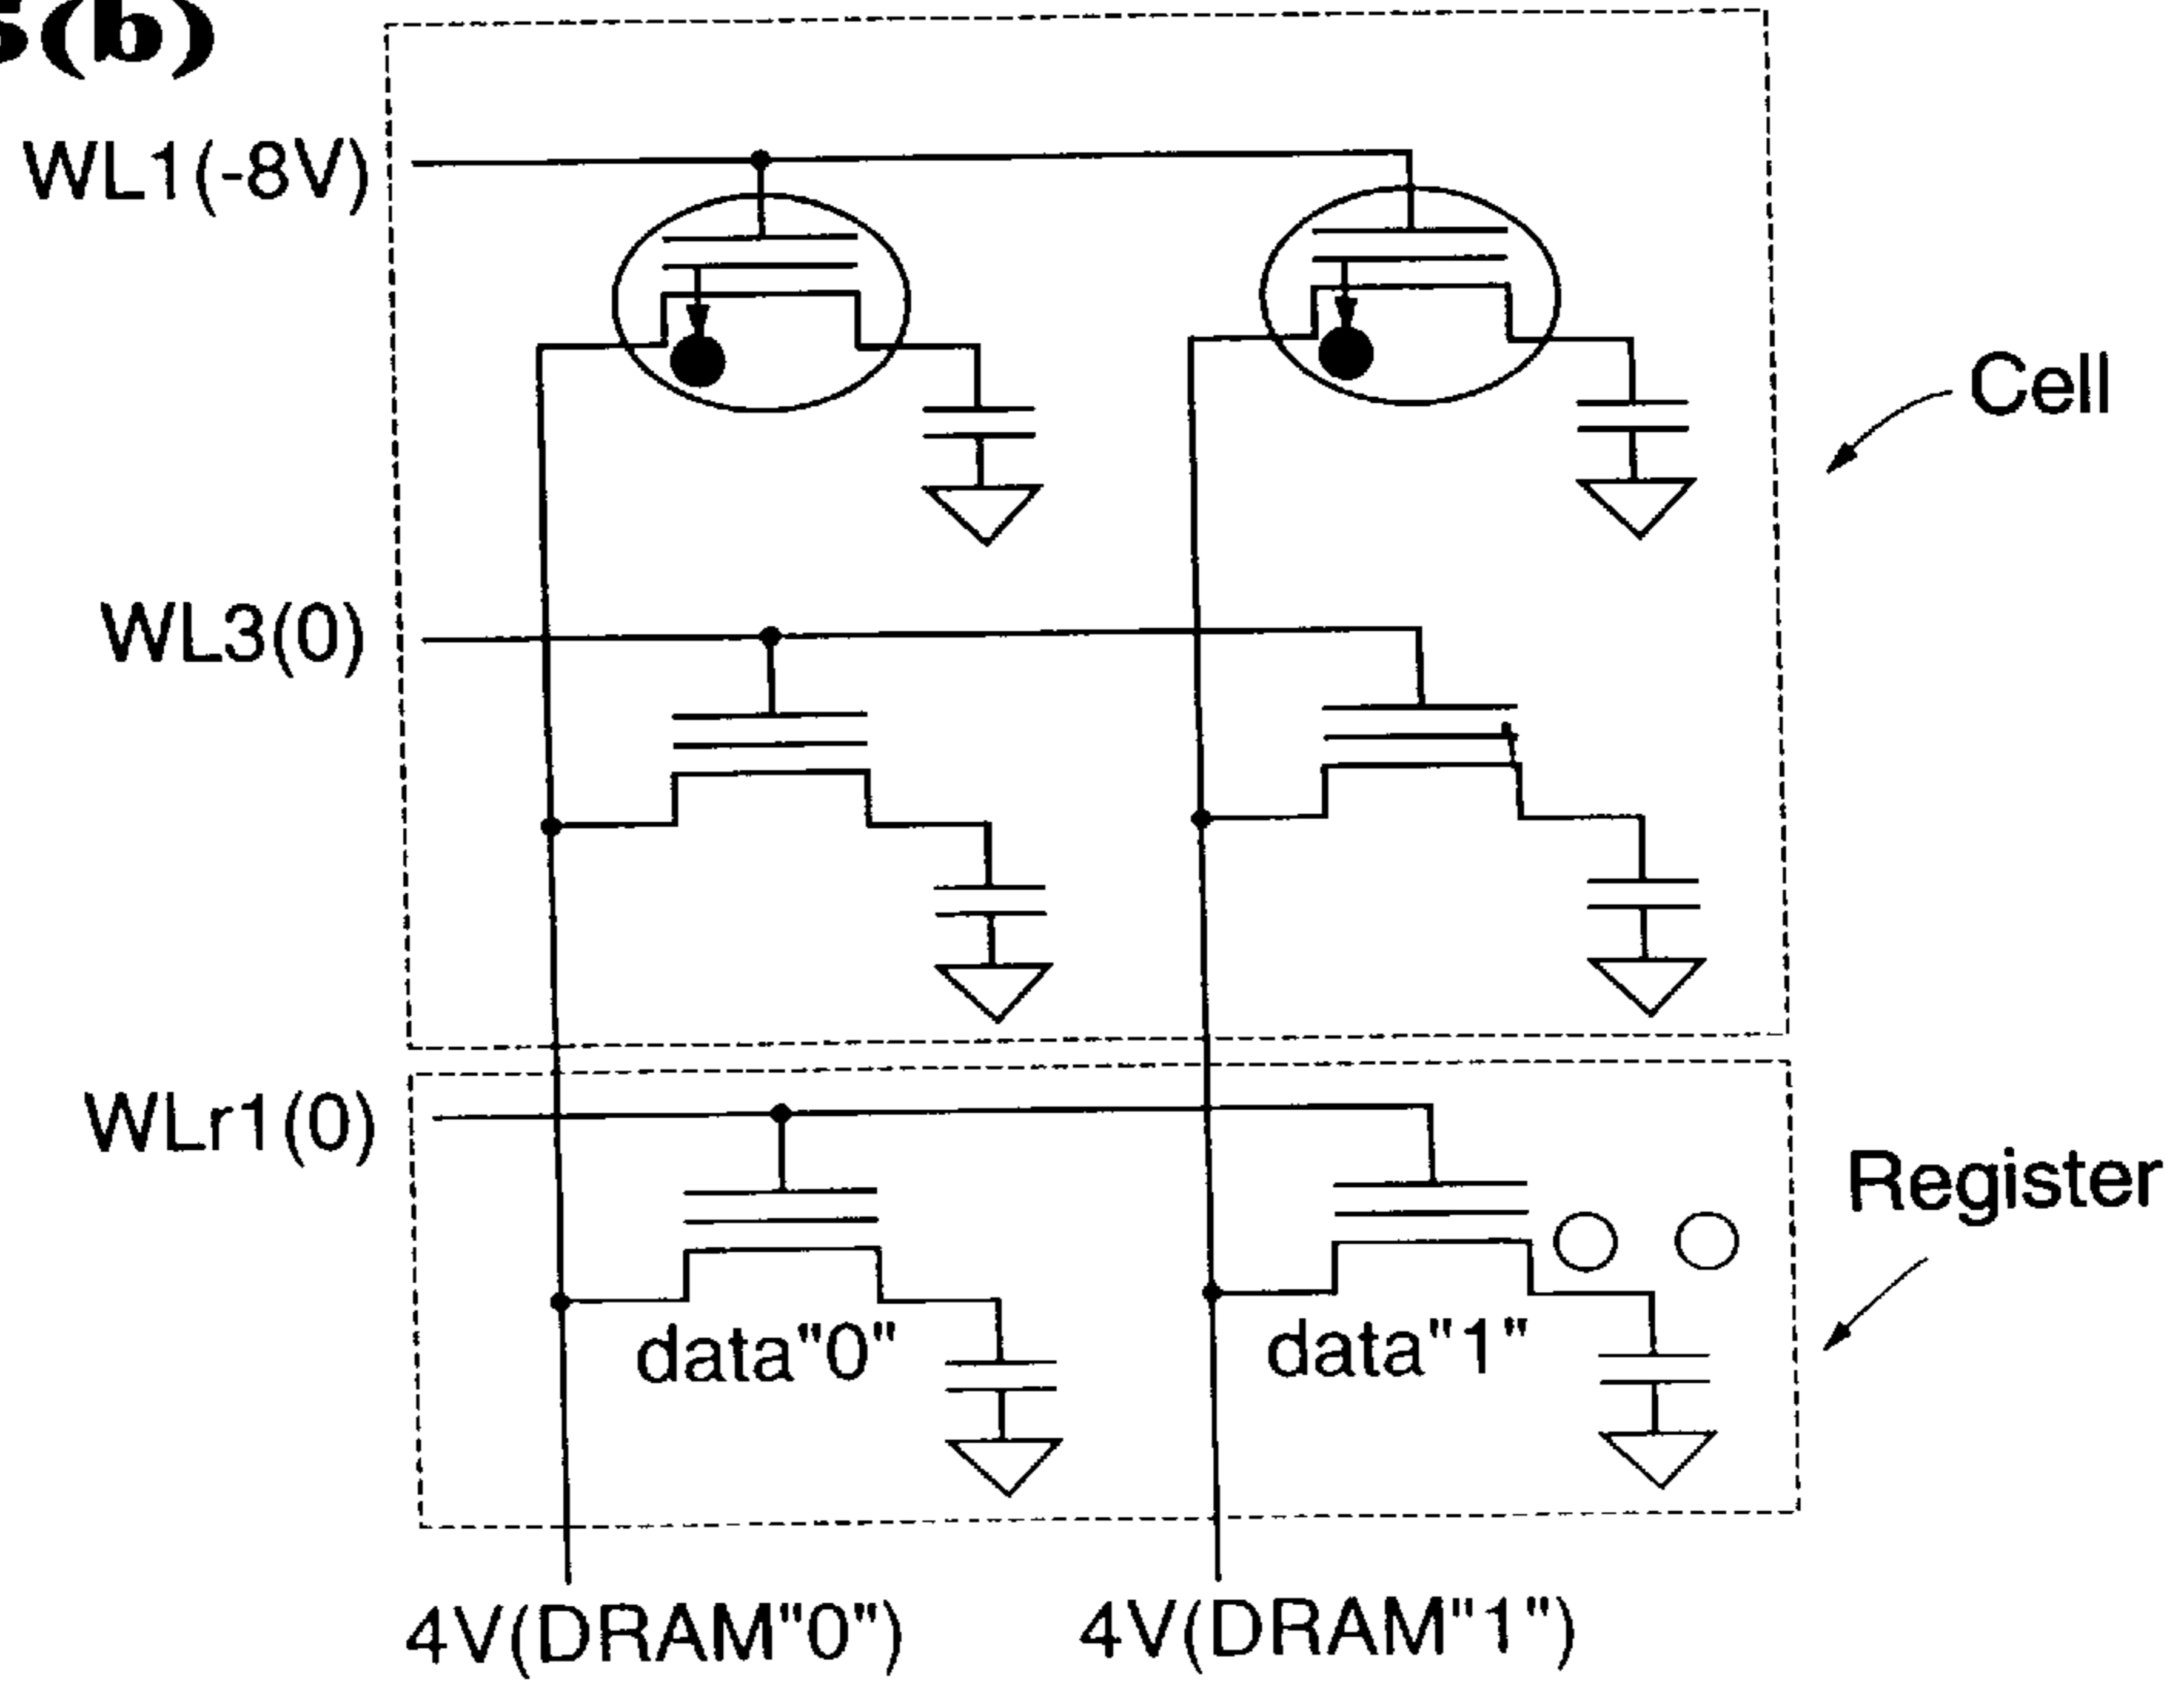 5(b)
WL1(-8V)
Cell
WL3(0)
WLr1(0)
Register
data"0"
data"1"
4V(DRAM"0")
4V(DRAM"1")